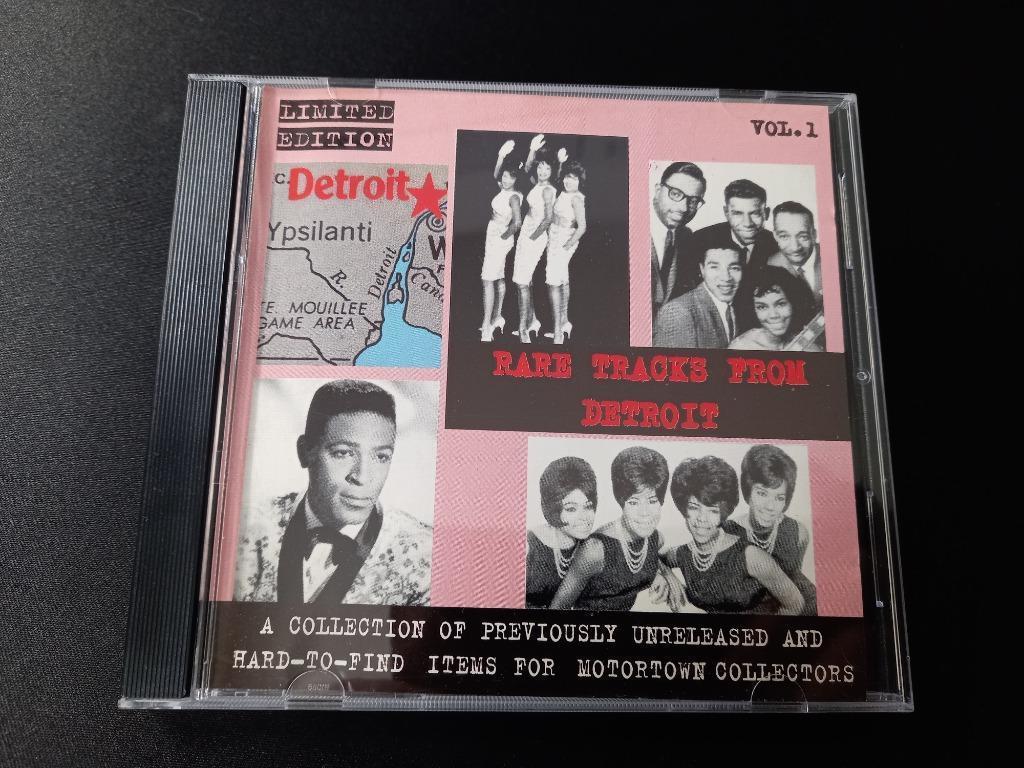 LIMITED
EDITION
VOL.1
C.
Detroit
Ypsilanti
W
R.
Detroit
Cana
TE. MOUILLEE
GAME AREA
RARE TRACKS FROM
DETROIT
A COLLECTION OF PREVIOUSLY UNRELEASED AND
HARD-TO-FIND ITEMS FOR MOTORTOWN COLLECTORS